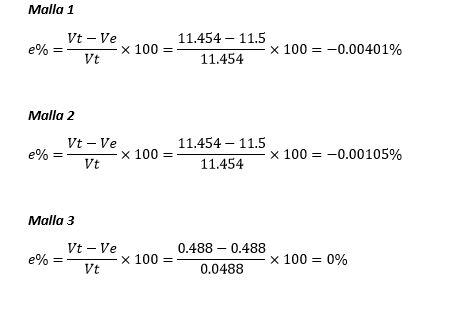 Malla 1
e% = Vt − Ve / Vt × 100 = 11.454 − 11.5 / 11.454 × 100 = −0.00401%
Malla 2
e% = Vt − Ve / Vt × 100 = 11.454 − 11.5 / 11.454 × 100 = −0.00105%
Malla 3
e% = Vt − Ve / Vt × 100 = 0.488 − 0.488 / 0.0488 × 100 = 0%